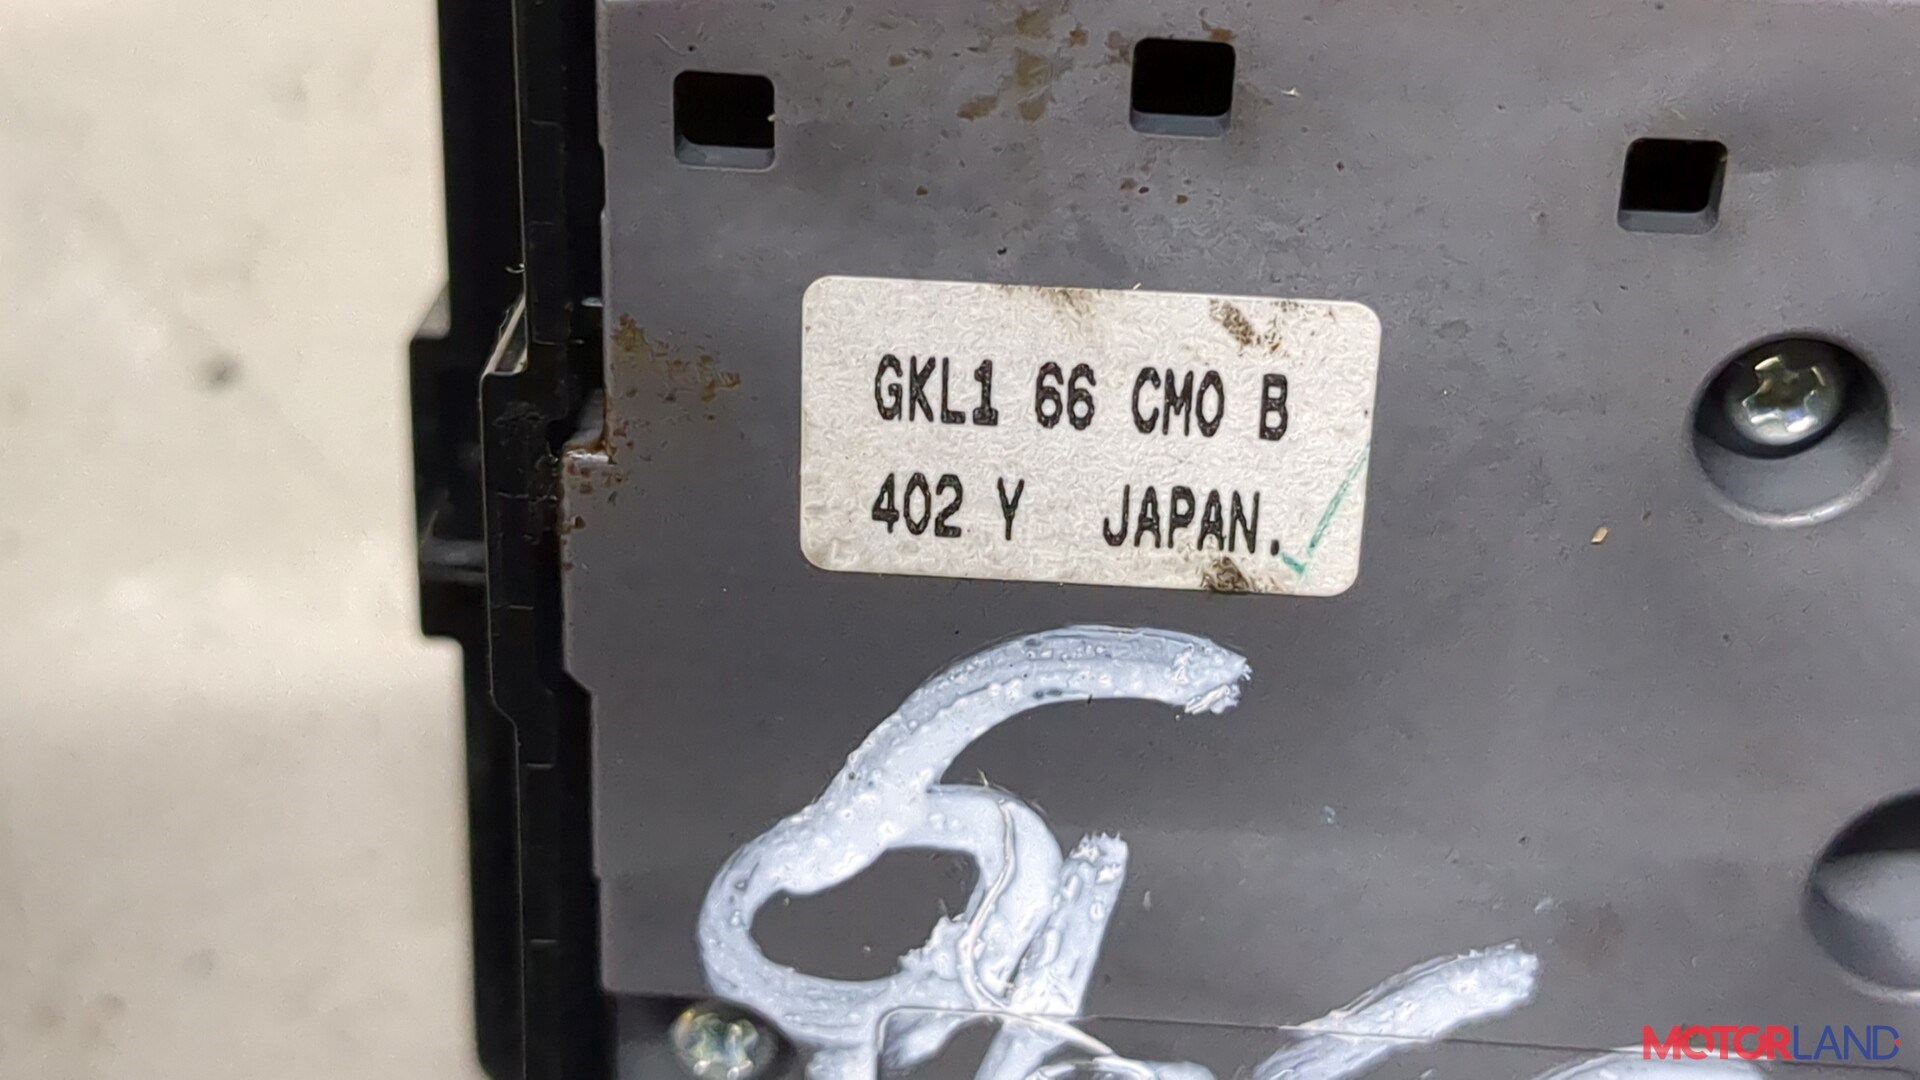 GKL1 66 CM0 B
402 Y JAPAN.
MOTORLAND